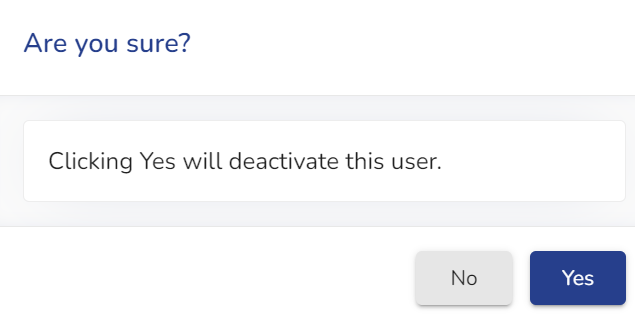 Are you sure?
Clicking Yes will deactivate this user.
No
Yes